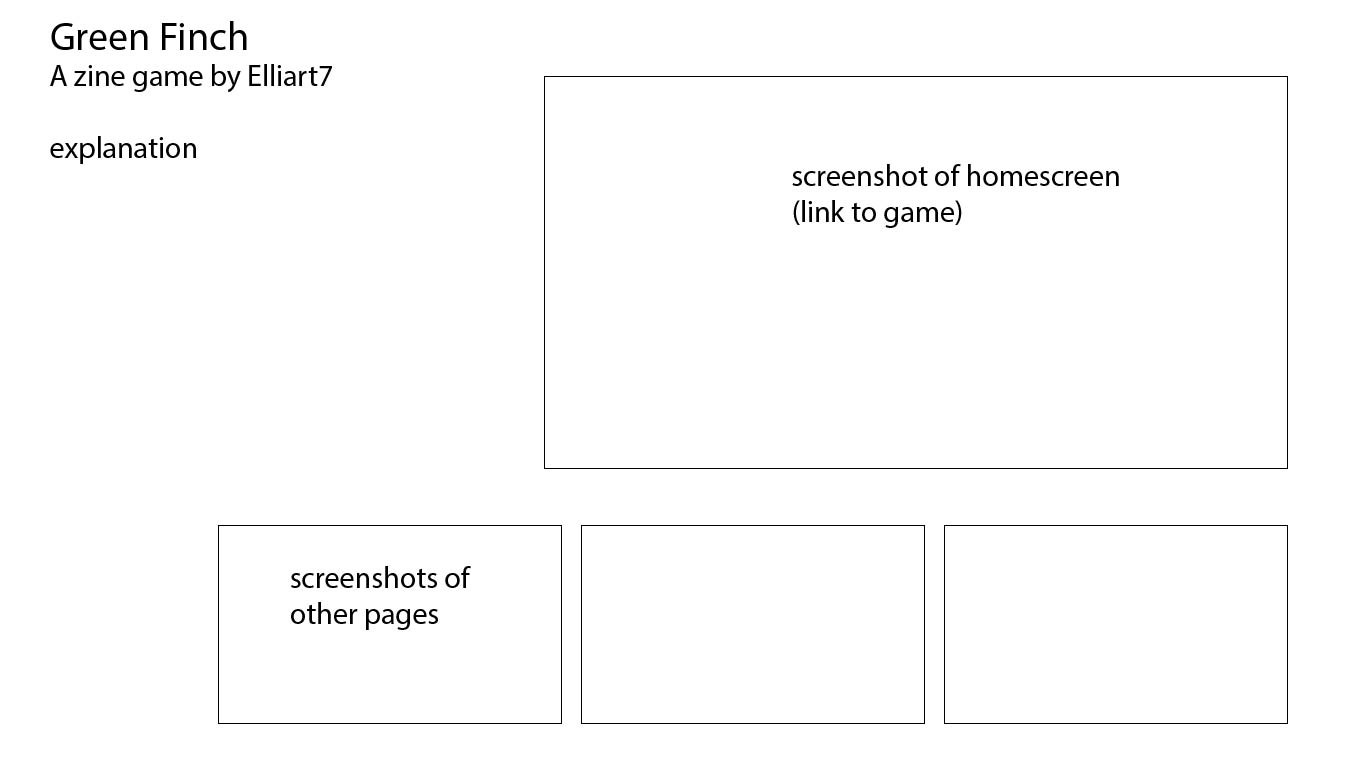 Green Finch
A zine game by Elliart7
explanation
screenshot of homescreen
(link to game)
screenshots of
other pages